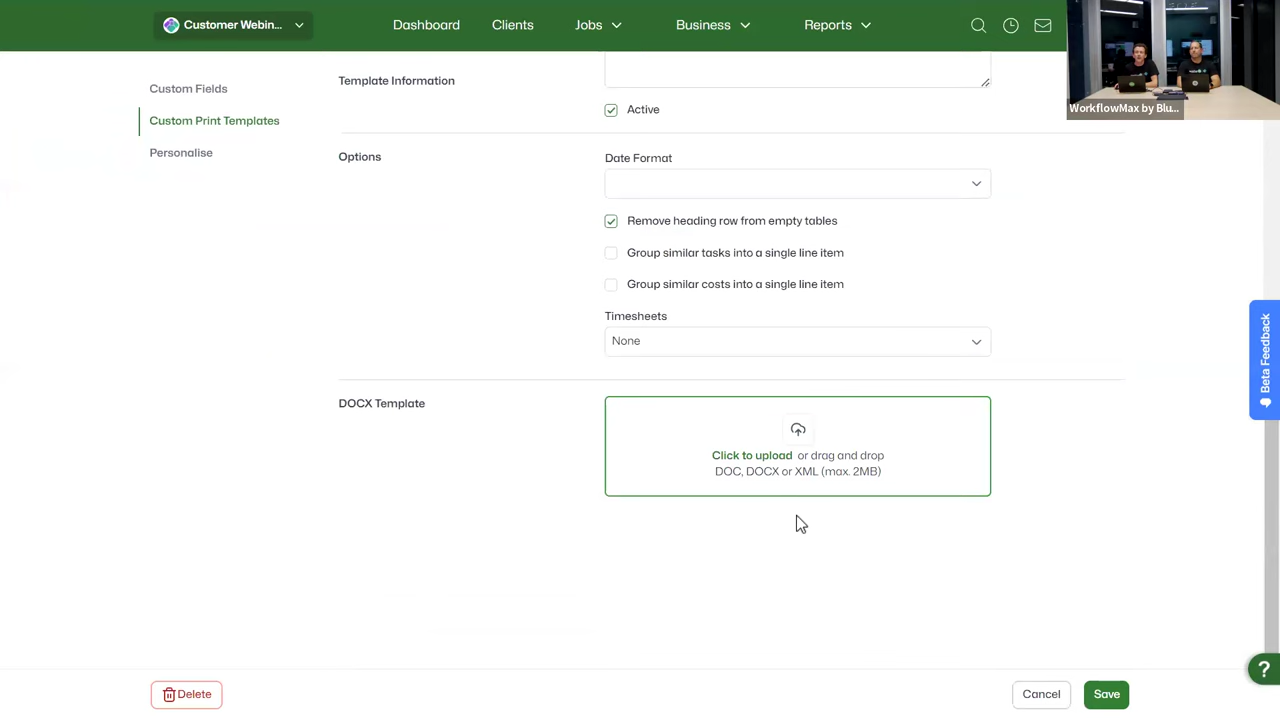 Customer Webin...
Dashboard
Clients
Jobs
Business
Reports
WorkflowMax by Blu...
Custom Fields
Custom Print Templates
Personalise
Template Information
Active
Options
Date Format
Remove heading row from empty tables
Group similar tasks into a single line item
Group similar costs into a single line item
Timesheets
None
DOCX Template
Click to upload or drag and drop
DOC, DOCX or XML (max. 2MB)
Beta Feedback
?
Delete
Cancel
Save